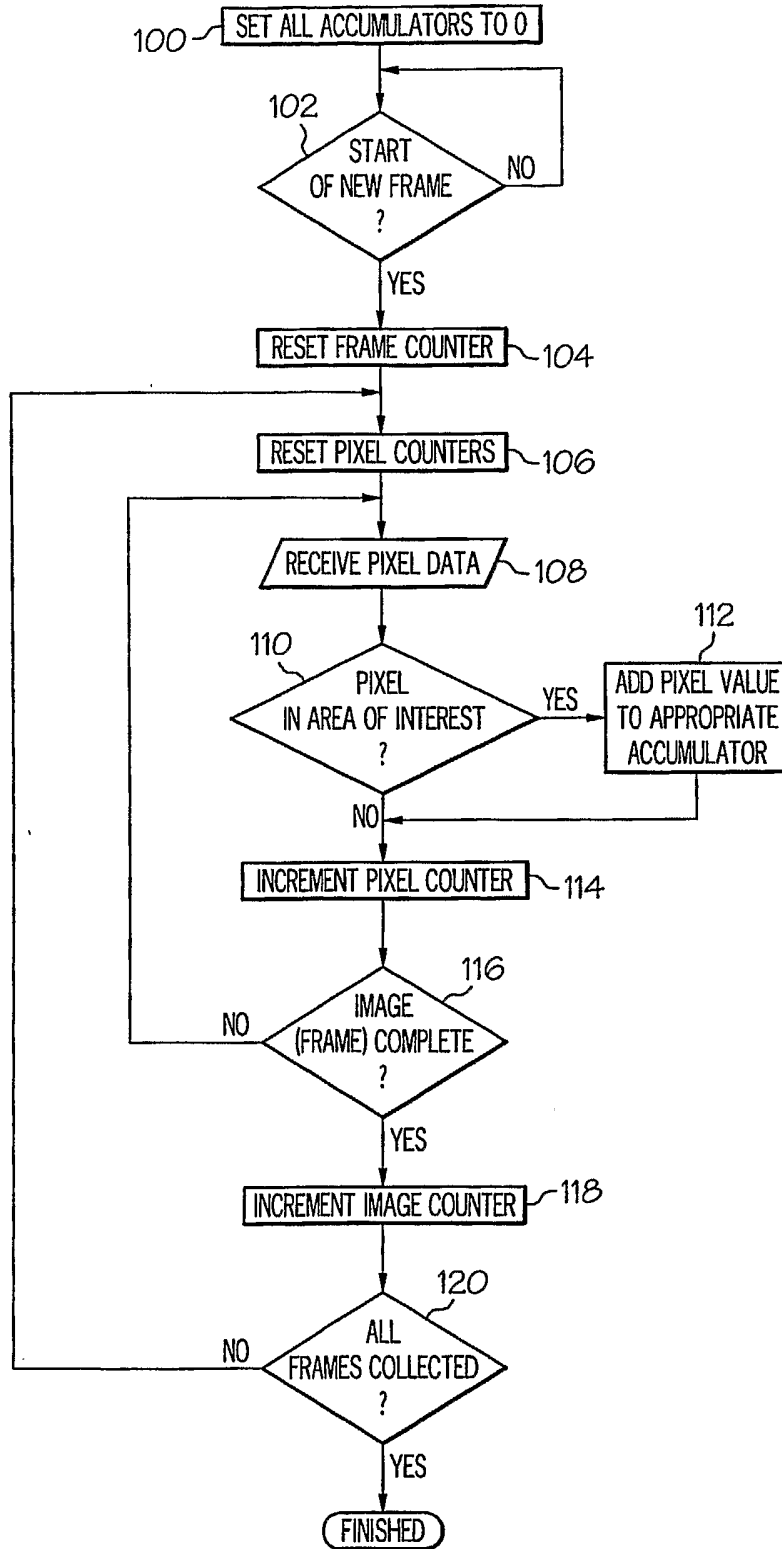 100
SET ALL ACCUMULATORS TO 0
102
START
OF NEW FRAME
?
NO
YES
RESET FRAME COUNTER
104
RESET PIXEL COUNTERS
106
RECEIVE PIXEL DATA
108
110
PIXEL
IN AREA OF INTEREST
?
YES
112
ADD PIXEL VALUE
TO APPROPRIATE
ACCUMULATOR
NO
INCREMENT PIXEL COUNTER
114
116
IMAGE
(FRAME) COMPLETE
?
NO
YES
INCREMENT IMAGE COUNTER
118
120
ALL
FRAMES COLLECTED
?
NO
YES
FINISHED